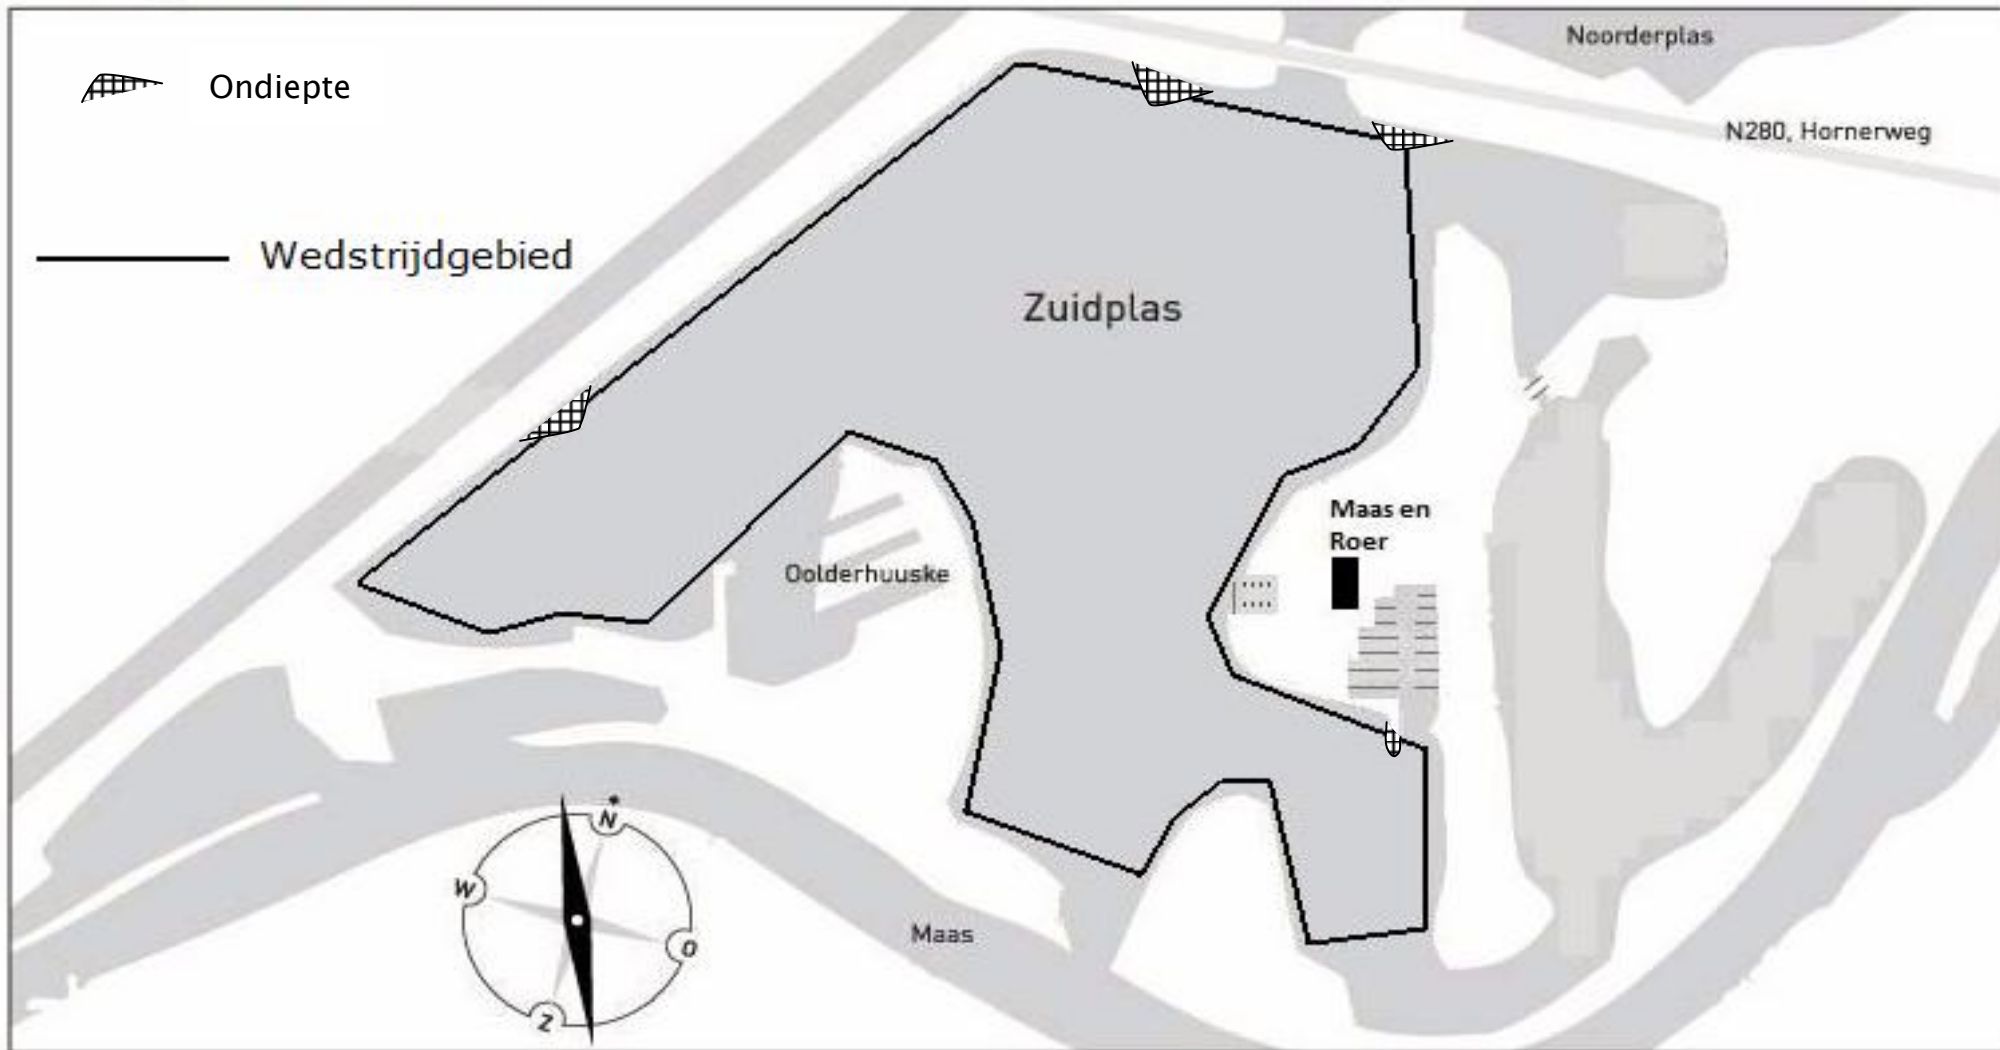 Noorderplas
Ondiepte
N280, Hornerweg
Wedstrijdgebied
Zuidplas
Maas en
Roer
Oolderhuuske
N
W
Maas
O
Z